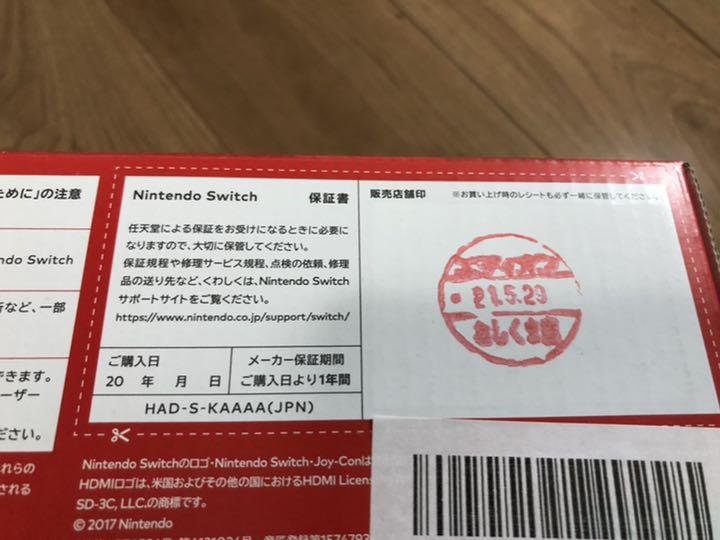 ために」の注意
ndo Switch
所など、一部
できます。
ーザー
ださい。
れらの
される
Nintendo Switch 保証書
任天堂による保証をお受けになるときに必要に
なりますので、大切に保管してください。
保証規程や修理サービス規程、点検の依頼、修理
品の送り先など、くわしくは、Nintendo Switch
サポートサイトをご覧ください。
https://www.nintendo.co.jp/support/switch/
ご購入日
20 年 月 日
メーカー保証期間
ご購入日より1年間
HAD-S-KAAAA(JPN)
販売店舗印
※お買い上げ時のレシートも必ず一緒に保管してください。
21.5.29
Nintendo Switchのロゴ・Nintendo Switch・Joy-Conは
HDMIロゴは、米国およびその他の国におけるHDMI Licens
SD-3C, LLC.の商標です。
© 2017 Nintendo